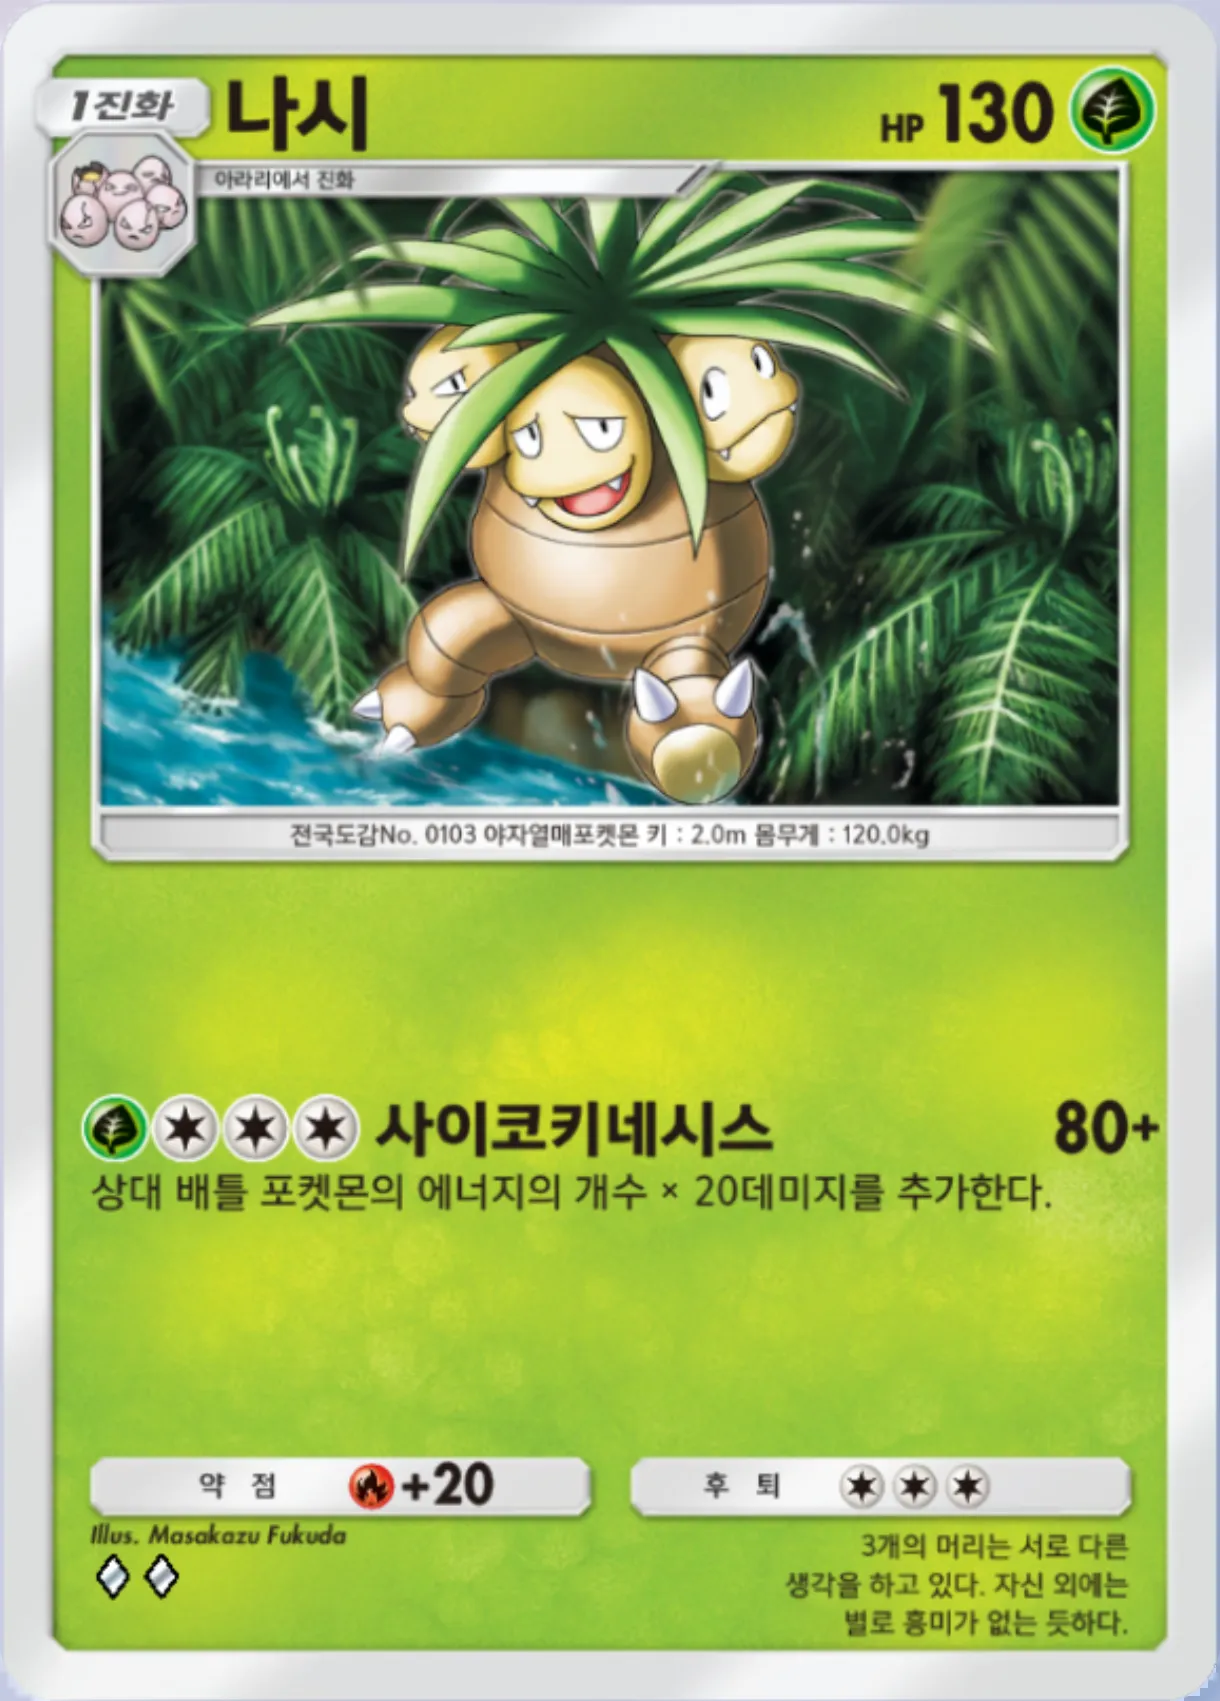 1진화
나시
HP 130
아라리에서 진화
전국도감No. 0103 야자열매포켓몬 키 : 2.0m 몸무게 : 120.0kg
사이코키네시스 80+
상대 배틀 포켓몬의 에너지의 개수 × 20데미지를 추가한다.
약 점 +20
후 퇴
Illus. Masakazu Fukuda
3개의 머리는 서로 다른
생각을 하고 있다. 자신 외에는
별로 흥미가 없는 듯하다.